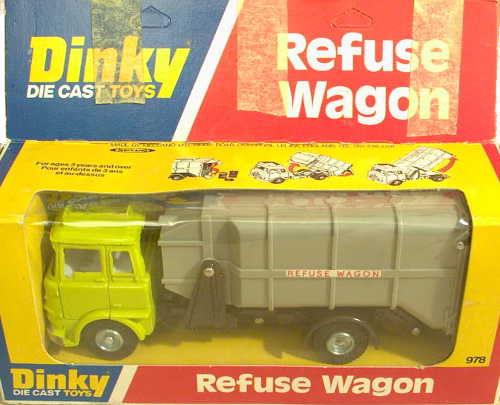 Dinky
DIE CAST TOYS
Refuse
Wagon
For ages 3 years and over
Pour enfants de 3 ans
et au-dessus
REFUSE WAGON
978
Dinky
DIE CAST TOYS
Refuse Wagon